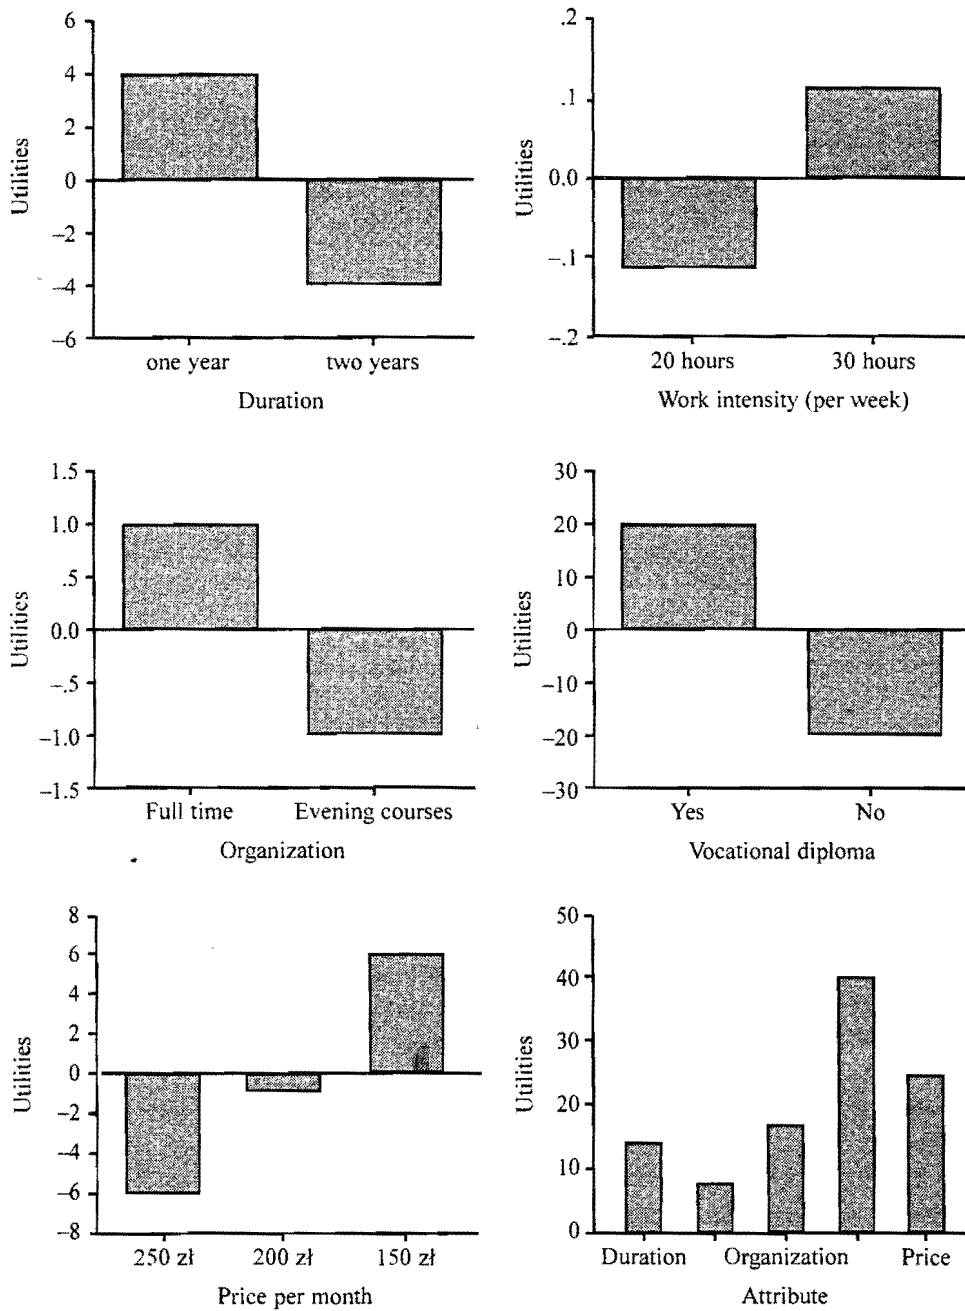 6
4
2
0
−2
−4
−6
Utilities
one year
two years
Duration
.2
.1
0.0
−.1
−.2
Utilities
20 hours
30 hours
Work intensity (per week)
1.5
1.0
.5
0.0
−.5
−1.0
−1.5
Utilities
Full time
Evening courses
Organization
30
20
10
0
−10
−20
−30
Utilities
Yes
No
Vocational diploma
8
6
4
2
0
−2
−4
−6
−8
Utilities
250 zł
200 zł
150 zł
Price per month
50
40
30
20
10
0
Utilities
Duration
Organization
Price
Attribute